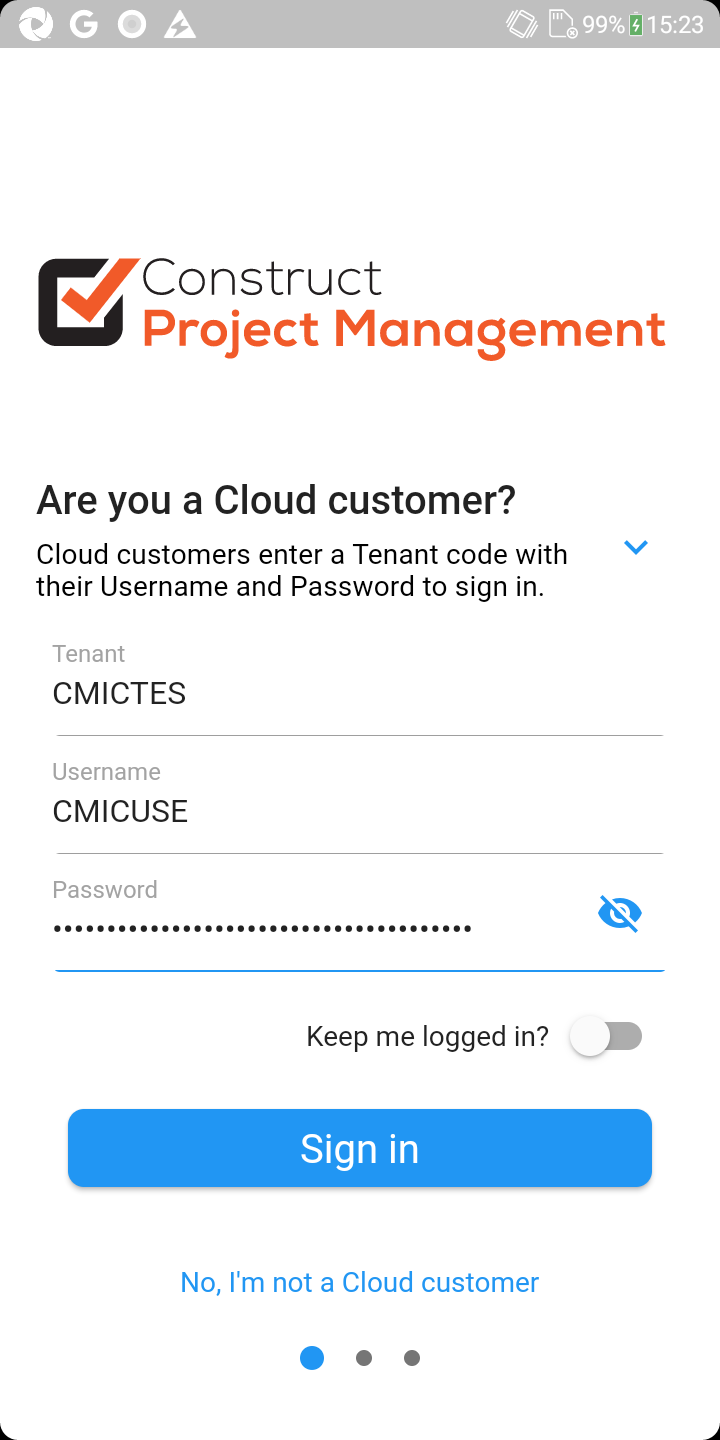 99% 15:23
Construct
Project Management
Are you a Cloud customer?
Cloud customers enter a Tenant code with
their Username and Password to sign in.
Tenant
CMICTES
Username
CMICUSE
Password
•••••••••••••••••••••••••••••••••••••••
Keep me logged in?
Sign in
No, I'm not a Cloud customer